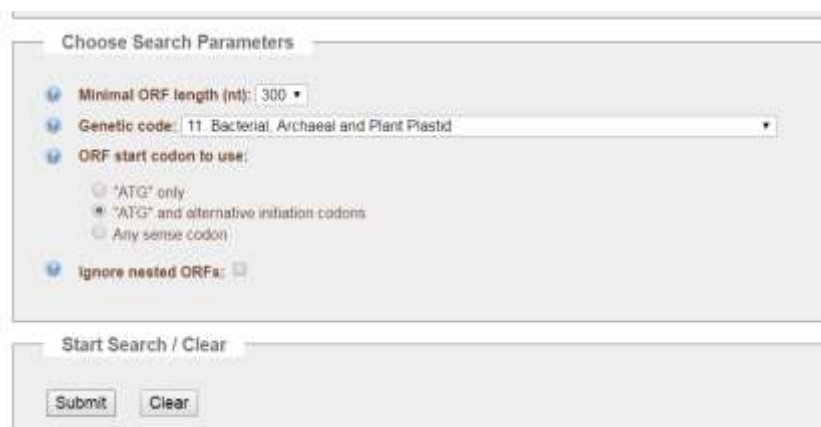 Choose Search Parameters
Minimal ORF length (nt): 300
Genetic code: 11. Bacterial, Archaeal and Plant Plastid
ORF start codon to use:
"ATG" only
"ATG" and alternative initiation codons
Any sense codon
Ignore nested ORFs:
Start Search / Clear
Submit Clear